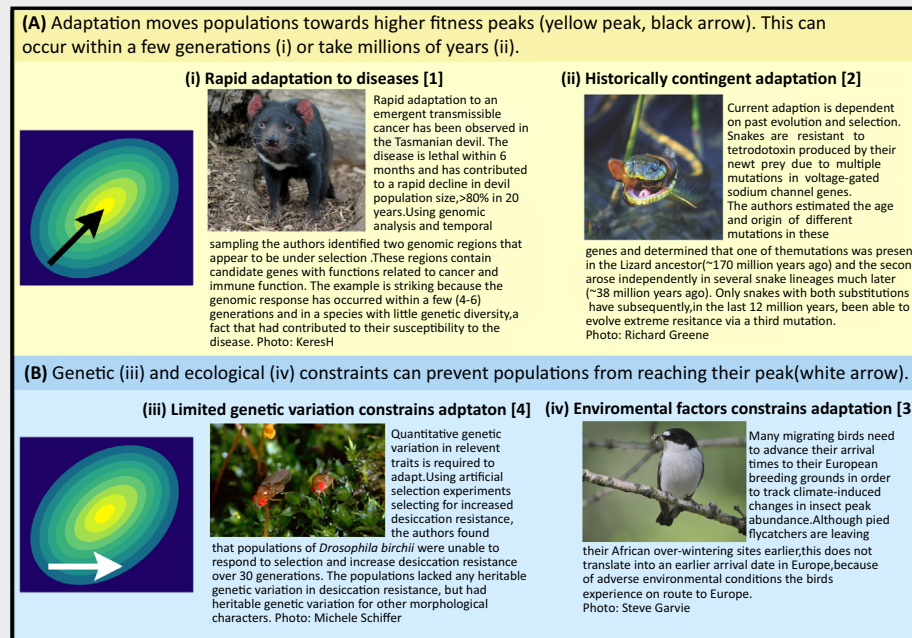 (A) Adaptation moves populations towards higher fitness peaks (yellow peak, black arrow). This can
occur within a few generations (i) or take millions of years (ii).
(i) Rapid adaptation to diseases [1]
Rapid adaptation to an
emergent transmissible
cancer has been observed in
the Tasmanian devil. The
disease is lethal within 6
months and has contributed
to a rapid decline in devil
population size,>80% in 20
years.Using genomic
analysis and temporal
sampling the authors identified two genomic regions that
appear to be under selection .These regions contain
candidate genes with functions related to cancer and
immune function. The example is striking because the
genomic response has occurred within a few (4-6)
generations and in a species with little genetic diversity,a
fact that had contributed to their susceptibility to the
disease. Photo: KeresH
(ii) Historically contingent adaptation [2]
Current adaption is dependent
on past evolution and selection.
Snakes are resistant to
tetrodotoxin produced by their
newt prey due to multiple
mutations in voltage-gated
sodium channel genes.
The authors estimated the age
and origin of different
mutations in these
genes and determined that one of themutations was presen
in the Lizard ancestor(~170 million years ago) and the secon
arose independently in several snake lineages much later
(~38 million years ago). Only snakes with both substitutions
have subsequently,in the last 12 million years, been able to
evolve extreme resitance via a third mutation.
Photo: Richard Greene
(B) Genetic (iii) and ecological (iv) constraints can prevent populations from reaching their peak(white arrow).
(iii) Limited genetic variation constrains adptaton [4]
Quantitative genetic
variation in relevent
traits is required to
adapt.Using artificial
selection experiments
selecting for increased
desiccation resistance,
the authors found
that populations of Drosophila birchii were unable to
respond to selection and increase desiccation resistance
over 30 generations. The populations lacked any heritable
genetic variation in desiccation resistance, but had
heritable genetic variation for other morphological
characters. Photo: Michele Schiffer
(iv) Enviromental factors constrains adaptation [3
Many migrating birds need
to advance their arrival
times to their European
breeding grounds in order
to track climate-induced
changes in insect peak
abundance.Although pied
flycatchers are leaving
their African over-wintering sites earlier,this does not
translate into an earlier arrival date in Europe,because
of adverse environmental conditions the birds
experience on route to Europe.
Photo: Steve Garvie